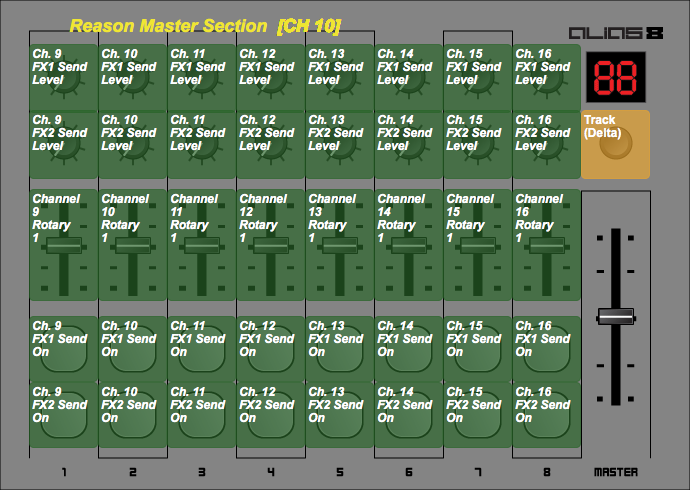 Reason Master Section [CH 10]
ALIAS 8
Ch. 9 FX1 Send Level
Ch. 10 FX1 Send Level
Ch. 11 FX1 Send Level
Ch. 12 FX1 Send Level
Ch. 13 FX1 Send Level
Ch. 14 FX1 Send Level
Ch. 15 FX1 Send Level
Ch. 16 FX1 Send Level
88
Ch. 9 FX2 Send Level
Ch. 10 FX2 Send Level
Ch. 11 FX2 Send Level
Ch. 12 FX2 Send Level
Ch. 13 FX2 Send Level
Ch. 14 FX2 Send Level
Ch. 15 FX2 Send Level
Ch. 16 FX2 Send Level
Track (Delta)
Channel 9 Rotary 1
Channel 10 Rotary 1
Channel 11 Rotary 1
Channel 12 Rotary 1
Channel 13 Rotary 1
Channel 14 Rotary 1
Channel 15 Rotary 1
Channel 16 Rotary 1
Ch. 9 FX1 Send On
Ch. 10 FX1 Send On
Ch. 11 FX1 Send On
Ch. 12 FX1 Send On
Ch. 13 FX1 Send On
Ch. 14 FX1 Send On
Ch. 15 FX1 Send On
Ch. 16 FX1 Send On
Ch. 9 FX2 Send On
Ch. 10 FX2 Send On
Ch. 11 FX2 Send On
Ch. 12 FX2 Send On
Ch. 13 FX2 Send On
Ch. 14 FX2 Send On
Ch. 15 FX2 Send On
Ch. 16 FX2 Send On
1 2 3 4 5 6 7 8 MASTER